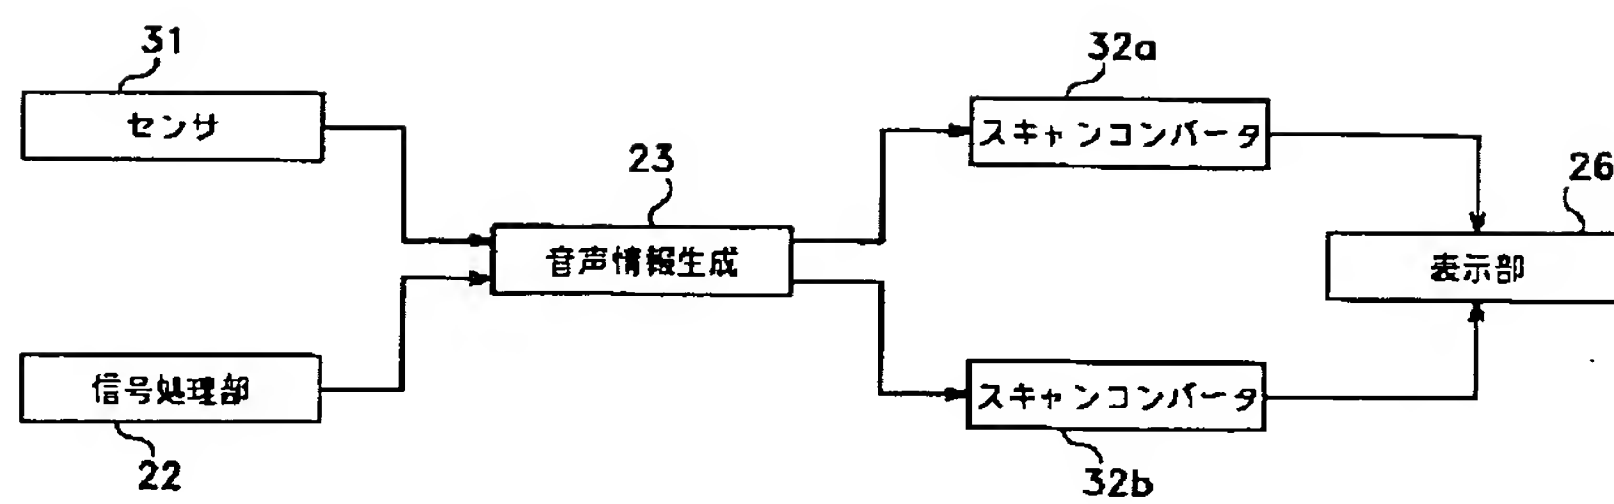 31
センサ
23
音声情報生成
信号処理部
22
32a
スキャンコンバータ
26
表示部
スキャンコンバータ
32b